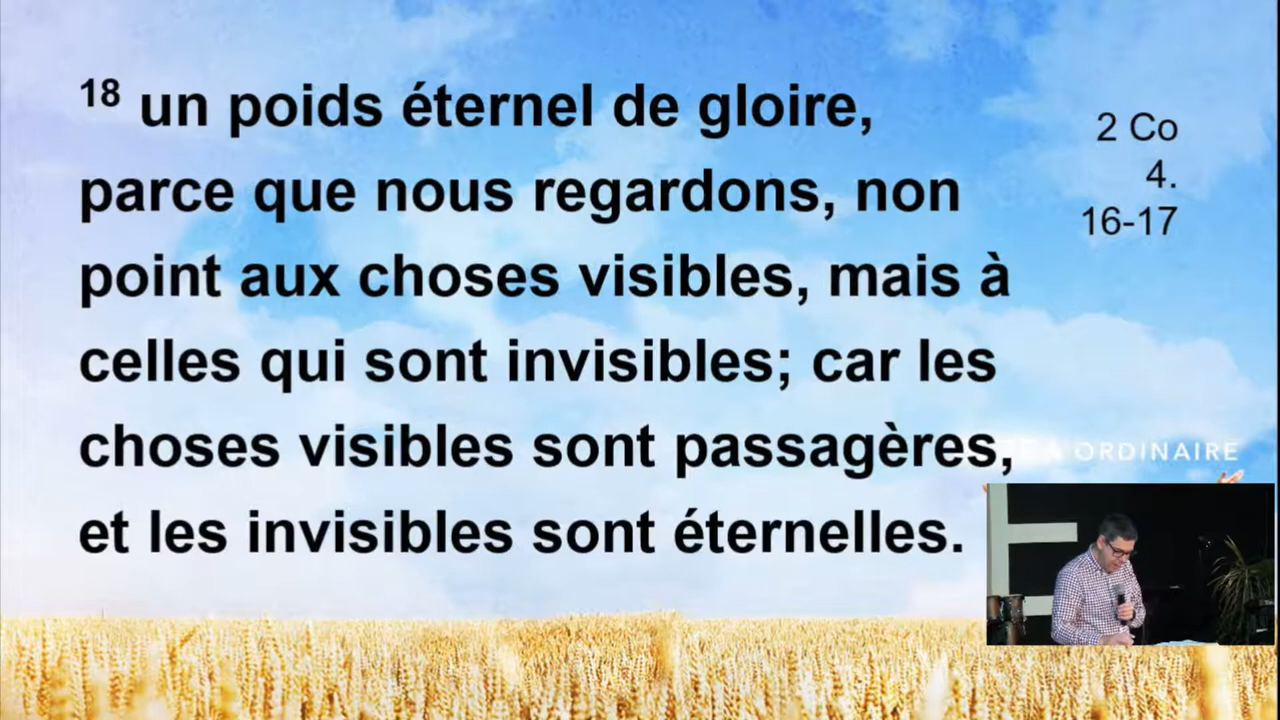 18 un poids éternel de gloire,
parce que nous regardons, non
point aux choses visibles, mais à
celles qui sont invisibles; car les
choses visibles sont passagères,
et les invisibles sont éternelles.
2 Co
4.
16-17
ORDINAIRE